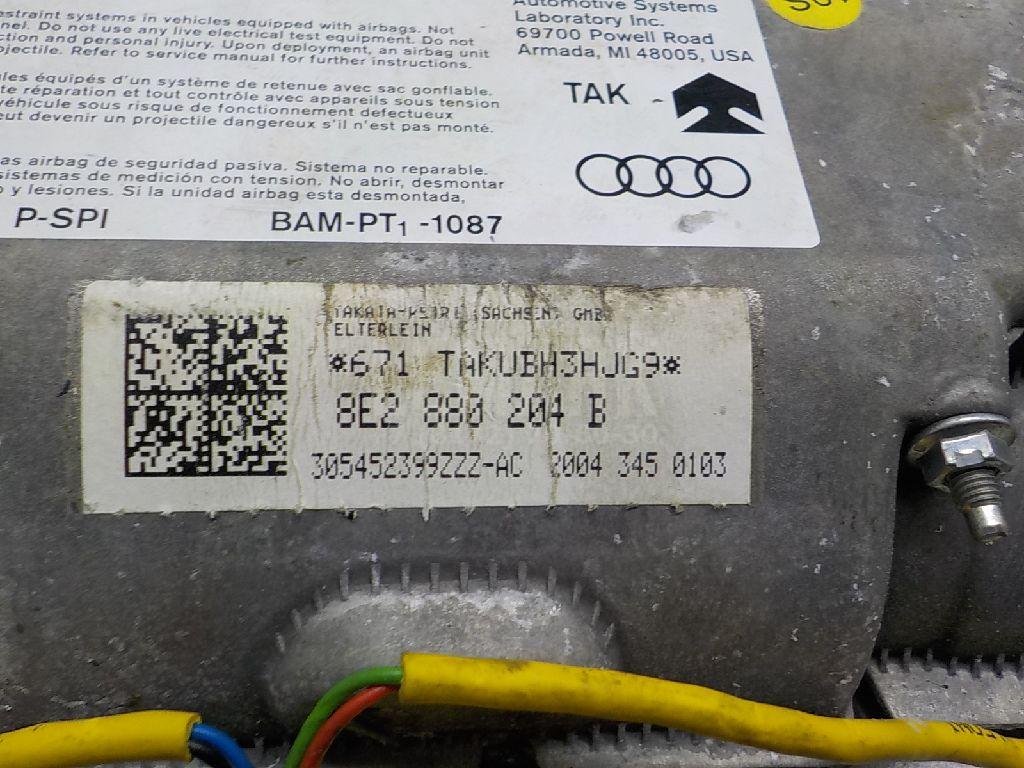 estraint systems in vehicles equipped with airbags. Not
nel. Do not use any live electrical test equipment. Do not
ction and personal injury. Upon deployment, an airbag unit
ojectile. Refer to service manual for further instructions.
les équipés d'un système de retenue avec sac gonflable.
te réparation et tout contrôle avec appareils sous tension
véhicule sous risque de fonctionnement defectueux
eut devenir un projectile dangereux s'il n'est pas monté.
as airbag de seguridad pasiva. Sistema no reparable.
sistemas de medición con tension. No abrir, desmontar
o y lesiones. Si la unidad airbag esta desmontada,
P-SPI BAM-PT1 -1087
Automotive Systems
Laboratory Inc.
69700 Powell Road
Armada, MI 48005, USA
TAK -
TAKATA-PETRI (SACHSEN) GMB
ELTERLEIN
*671 TAKUBH3HJG9*
8E2 880 204 B
305452399ZZZ-AC 2004 345 0103